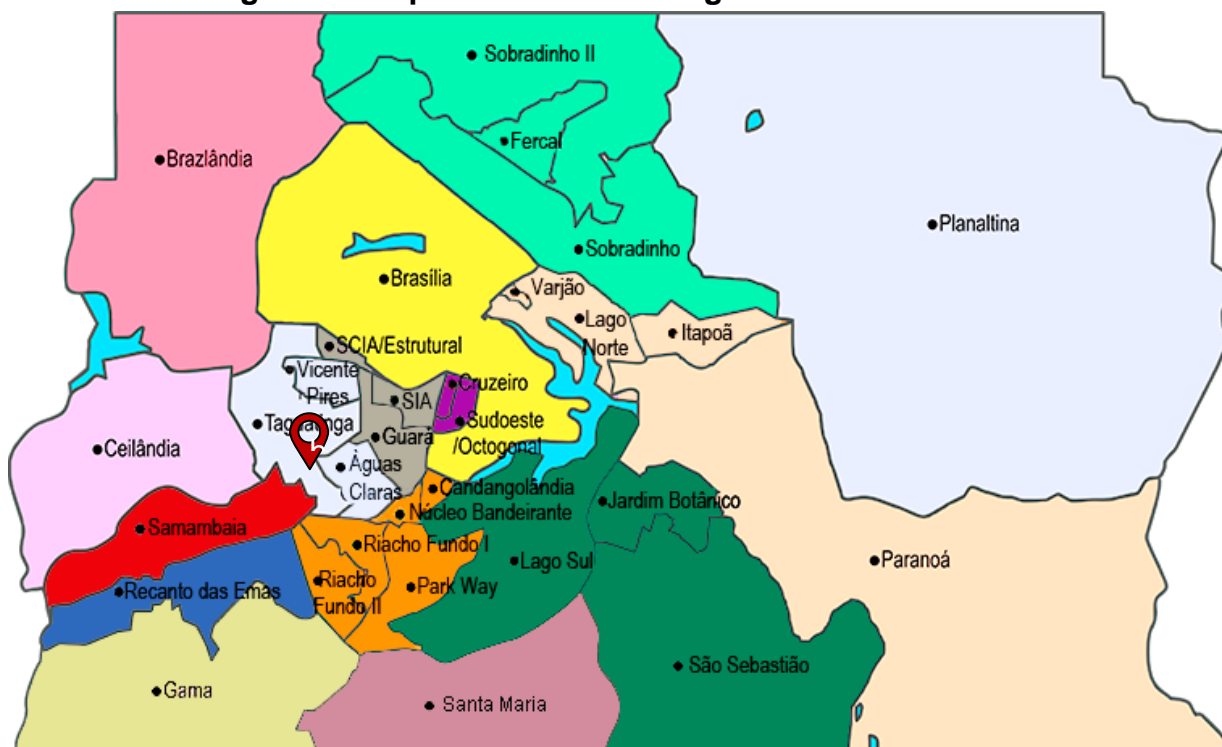 Sobradinho II
Fercal
Brazlândia
Planaltina
Sobradinho
Brasília
Varjão
Lago
Norte
Itapoã
SCIA/Estrutural
Vicente
Pires
Cruzeiro
SIA
Sudoeste
/Octogonal
Taguatinga
Guará
Ceilândia
Águas
Claras
Candangolândia
Jardim Botânico
Núcleo Bandeirante
Samambaia
Riacho Fundo I
Lago Sul
Paranoá
Riacho
Fundo II
Park Way
Recanto das Emas
São Sebastião
Gama
Santa Maria